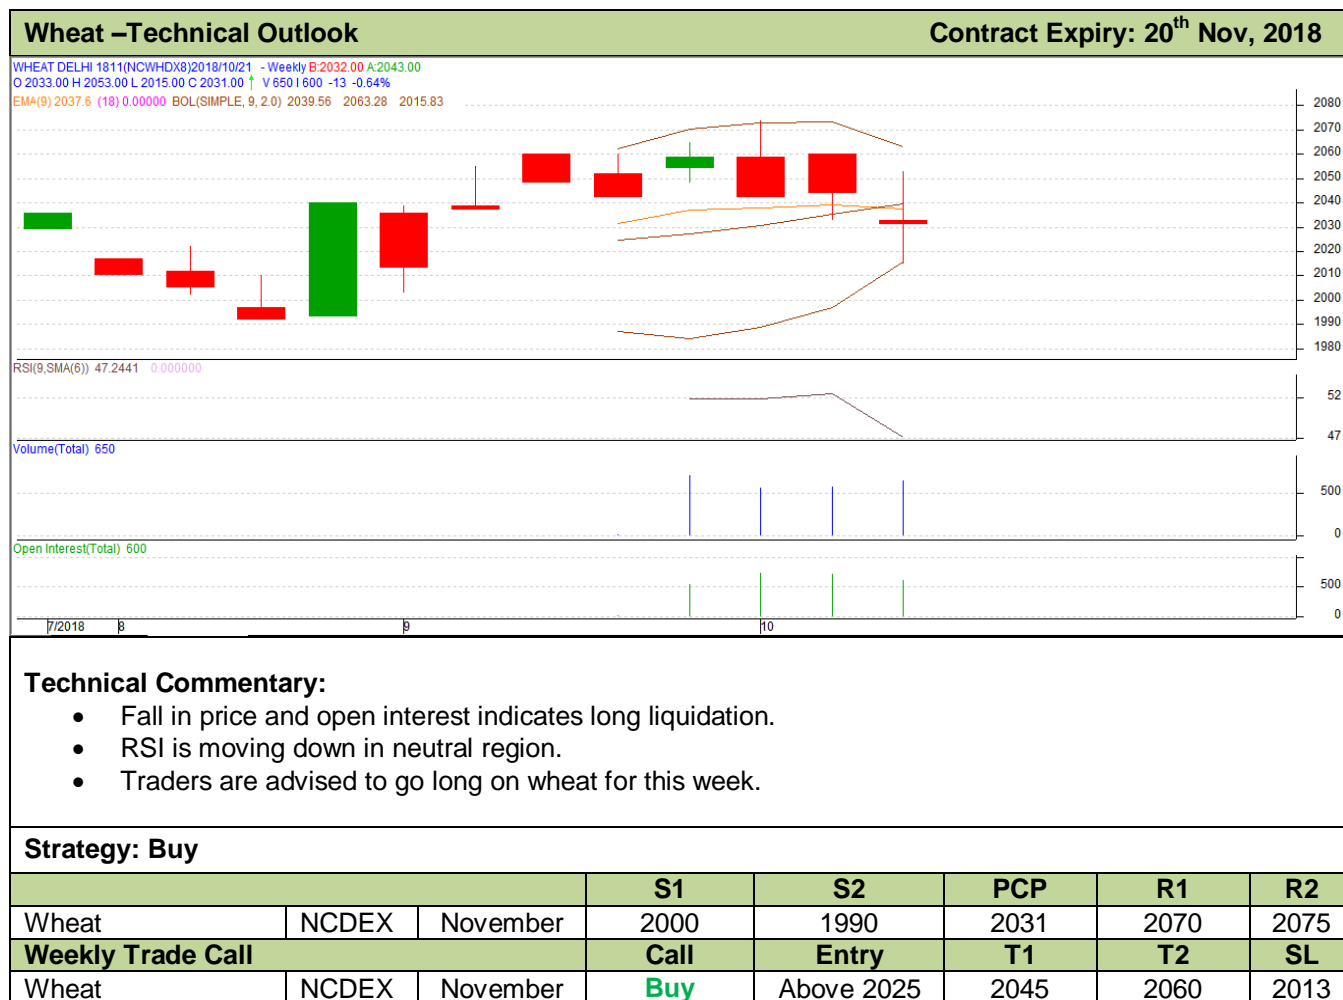 Wheat –Technical Outlook Contract Expiry: 20th Nov, 2018
WHEAT DELHI 1811(NCWHDX8)2018/10/21 - Weekly B:2032.00 A:2043.00
O 2033.00 H 2053.00 L 2015.00 C 2031.00 ↑ V 650 I 600 -13 -0.64%
EMA(9) 2037.6 (18) 0.00000 BOL(SIMPLE, 9, 2.0) 2039.56 2063.28 2015.83
2080
2070
2060
2050
2040
2030
2020
2010
2000
1990
1980
RSI(9,SMA(6)) 47.2441 0.000000
52
47
Volume(Total) 650
500
0
Open Interest(Total) 600
500
0
7/2018 8 9 10
Technical Commentary:
• Fall in price and open interest indicates long liquidation.
• RSI is moving down in neutral region.
• Traders are advised to go long on wheat for this week.
Strategy: Buy
S1 S2 PCP R1 R2
Wheat NCDEX November 2000 1990 2031 2070 2075
Weekly Trade Call Call Entry T1 T2 SL
Wheat NCDEX November Buy Above 2025 2045 2060 2013